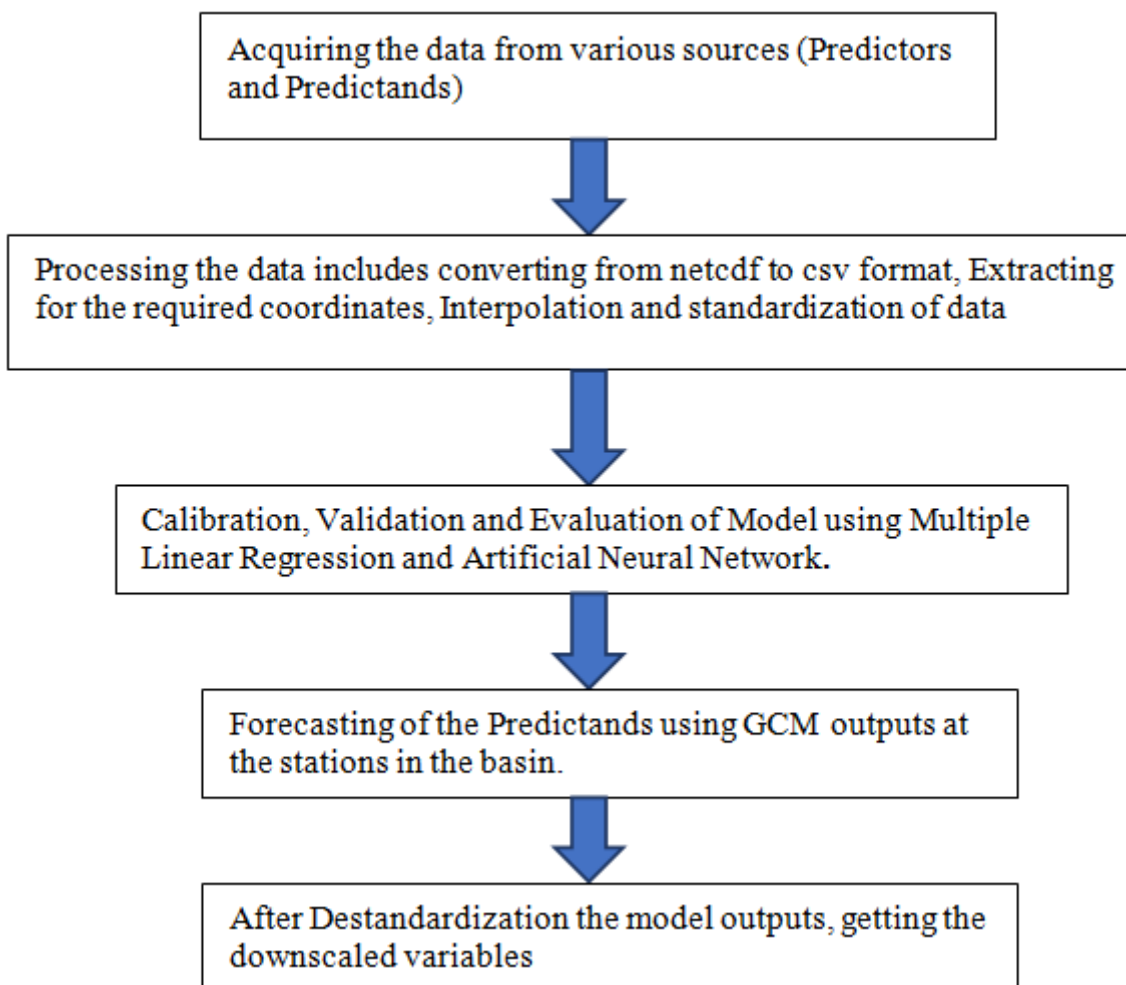 Acquiring the data from various sources (Predictors
and Predictands)
Processing the data includes converting from netcdf to csv format, Extracting
for the required coordinates, Interpolation and standardization of data
Calibration, Validation and Evaluation of Model using Multiple
Linear Regression and Artificial Neural Network.
Forecasting of the Predictands using GCM outputs at
the stations in the basin.
After Destandardization the model outputs, getting the
downscaled variables